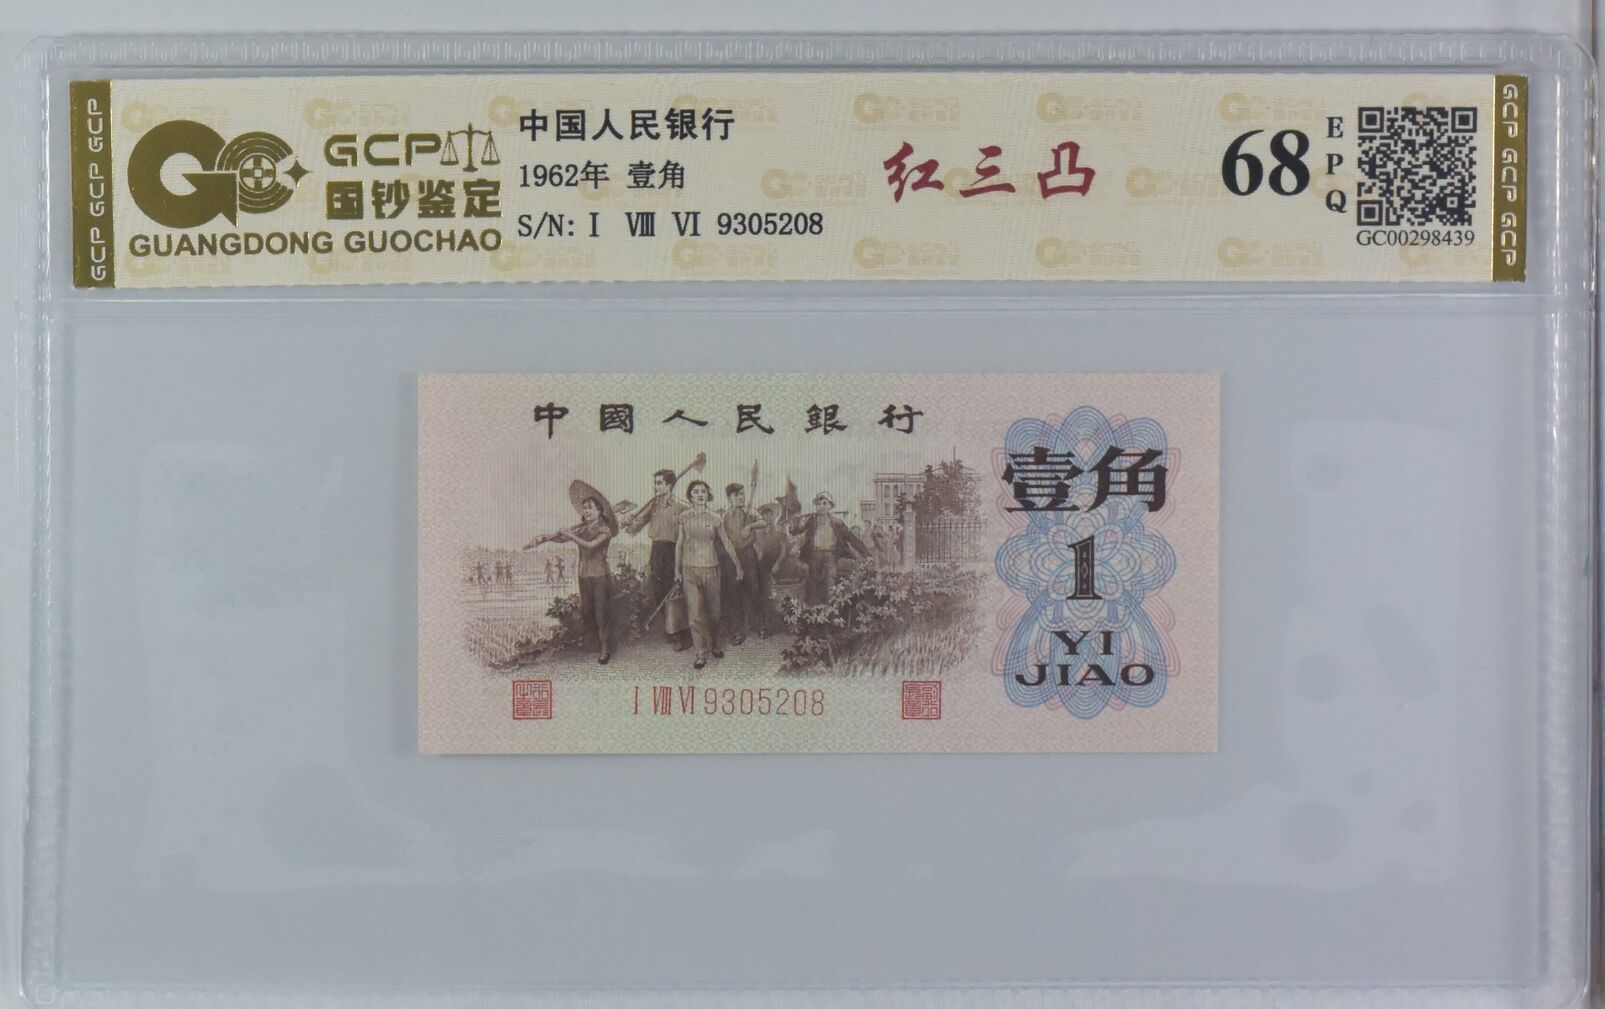 GCP GCP GCP
GCP
国钞鉴定
GUANGDONG GUOCHAO
中国人民银行
1962年 壹角
S/N: I Ⅷ Ⅵ 9305208
红三凸
68
EPQ
GC00298439
GCP GCP GCP
中國人民銀行
壹角
1
YI
JIAO
I Ⅷ Ⅵ 9305208